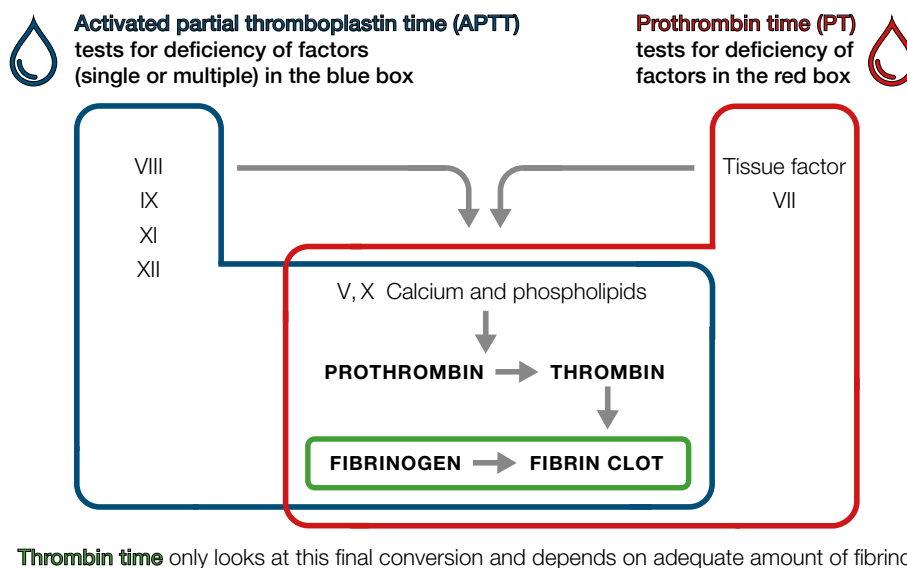 Activated partial thromboplastin time (APTT)
tests for deficiency of factors
(single or multiple) in the blue box
Prothrombin time (PT)
tests for deficiency of
factors in the red box
VIII
IX
XI
XII
Tissue factor
VII
V, X Calcium and phospholipids
PROTHROMBIN
THROMBIN
FIBRINOGEN
FIBRIN CLOT
Thrombin time only looks at this final conversion and depends on adequate amount of